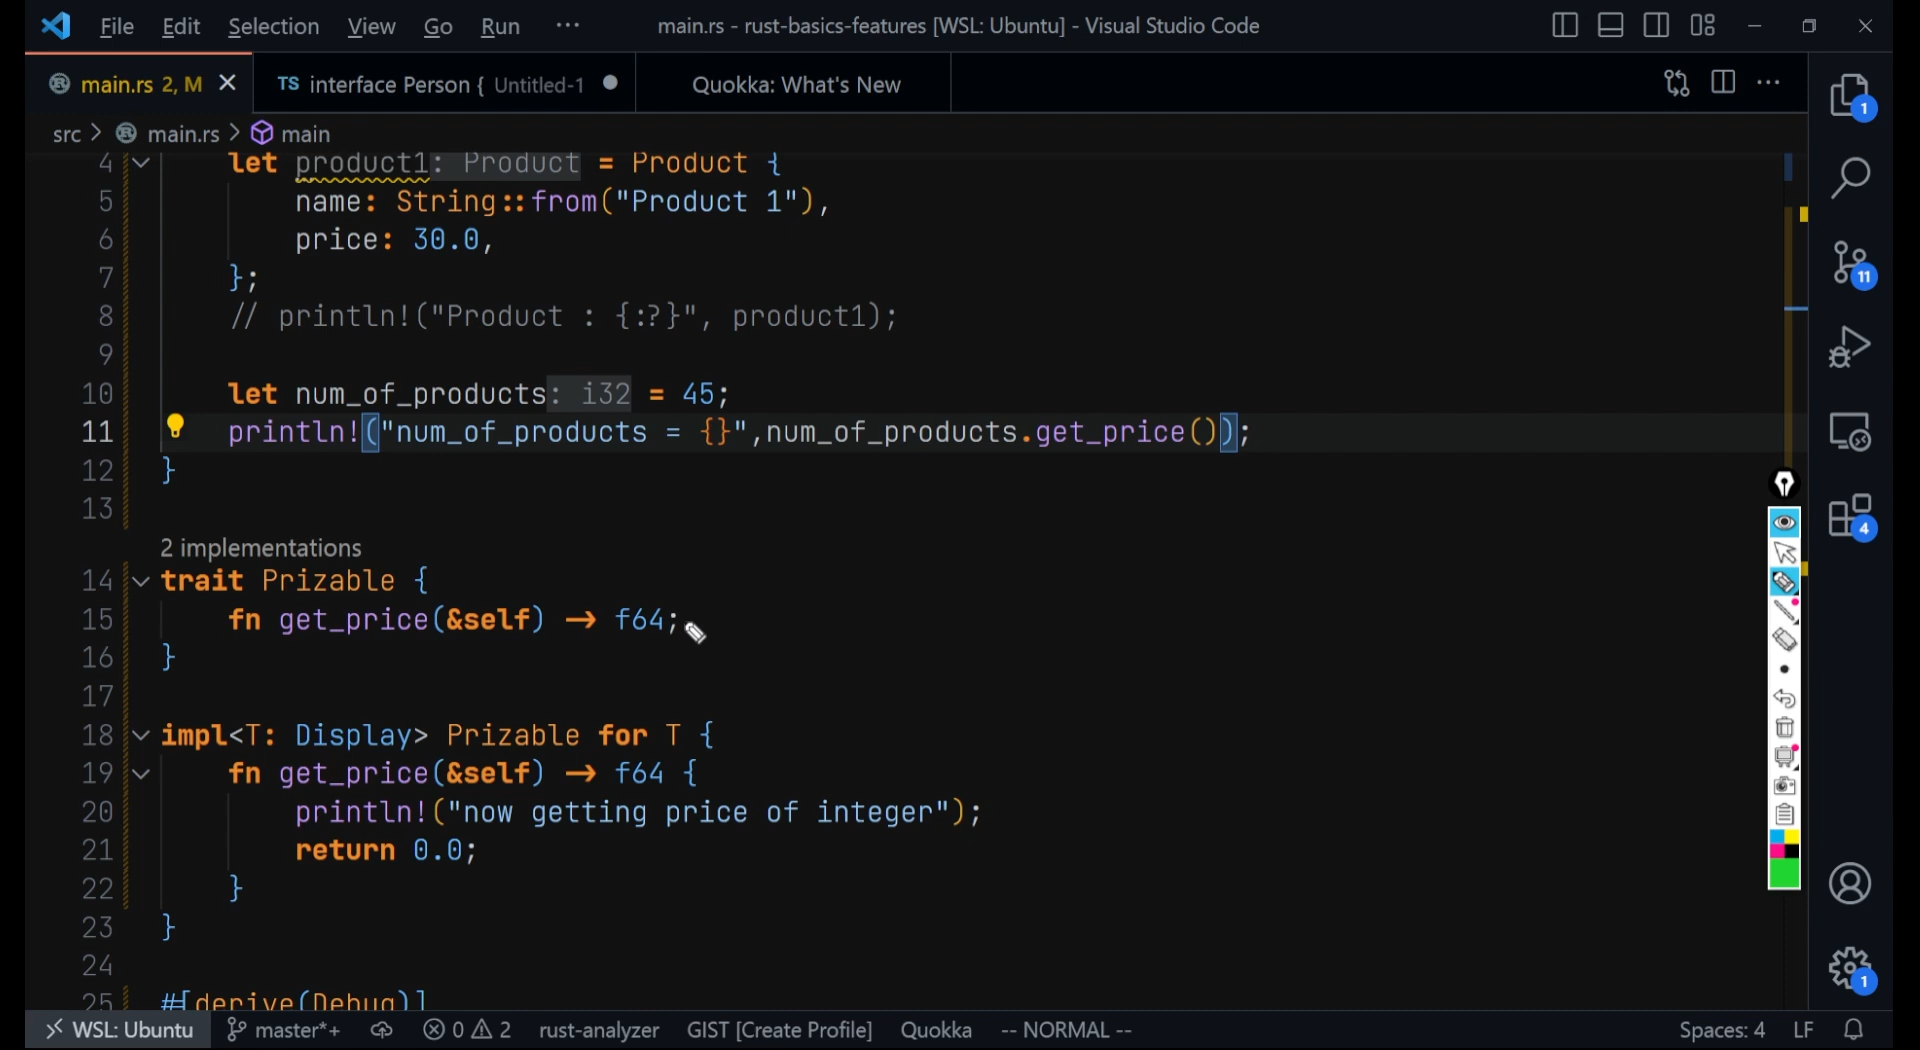 File Edit Selection View Go Run ··· main.rs - rust-basics-features [WSL: Ubuntu] - Visual Studio Code
main.rs 2, M TS interface Person { Untitled-1 Quokka: What's New
src > main.rs > main
4 let product1: Product = Product {
5 name: String::from("Product 1"),
6 price: 30.0,
7 };
8 // println!("Product : {:?}", product1);
9
10 let num_of_products: i32 = 45;
11 println!("num_of_products = {}",num_of_products.get_price());
12 }
13
2 implementations
14 trait Prizable {
15 fn get_price(&self) -> f64;
16 }
17
18 impl<T: Display> Prizable for T {
19 fn get_price(&self) -> f64 {
20 println!("now getting price of integer");
21 return 0.0;
22 }
23 }
24
25 #[derive(Debug)]
1
11
4
1
WSL: Ubuntu master*+ 0 2 rust-analyzer GIST [Create Profile] Quokka -- NORMAL -- Spaces: 4 LF